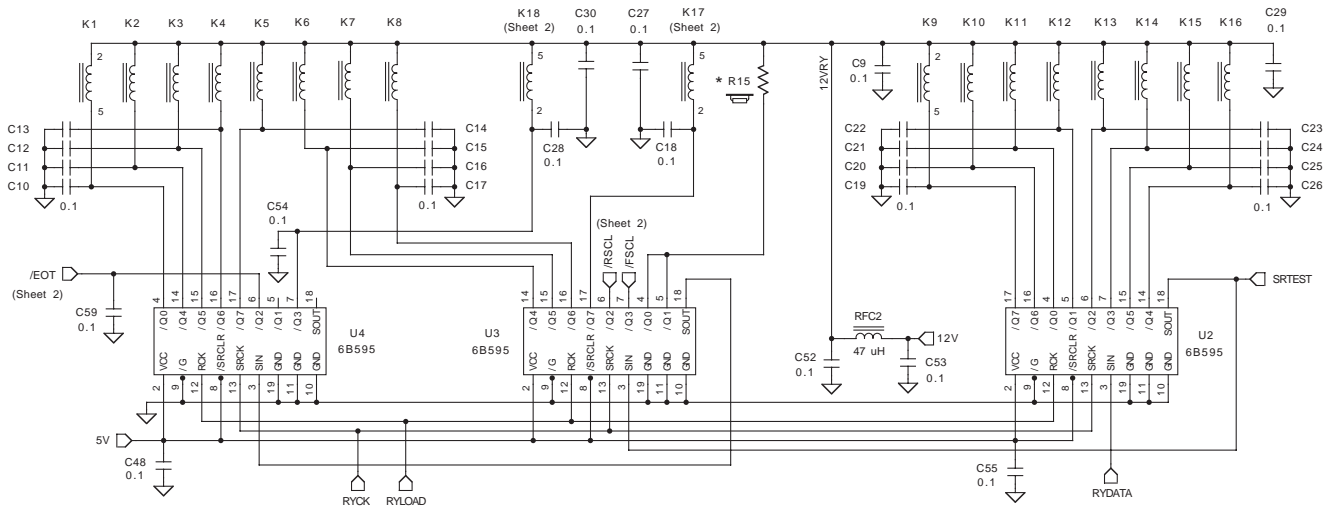 K1 K2 K3 K4 K5 K6 K7 K8 K18 C30 C27 K17 K9 K10 K11 K12 K13 K14 K15 K16 C29
(Sheet 2) 0.1 0.1 (Sheet 2) 0.1
2 5 5 2
* R15 12VRY C9
0.1
5 2 2 5
C13 C14 C22 C23
C12 C15 C28 C18 C21 C24
C11 C16 0.1 0.1 C20 C25
C10 C17 C19 C26
0.1 0.1 0.1 0.1
C54
0.1
(Sheet 2)
/RSCL /FSCL
/EOT
(Sheet 2)
SRTEST
4 14 15 16 17 6 5 7 18
14 4 15 16 17 6 7 4 5 18
17 16 4 5 6 7 15 14 18
C59
0.1
/Q0 /Q4 /Q5 /Q6 /Q7 /Q2 /Q1 /Q3 SOUT
U4
6B595
VCC /G RCK /SRCLR SRCK SIN GND GND GND
2 9 12 8 13 3 19 11 10
/Q4 /Q5 /Q6 /Q7 /Q2 /Q3 /Q0 /Q1 SOUT
U3
6B595
VCC /G RCK /SRCLR SRCK SIN GND GND GND
2 9 12 8 13 3 19 11 10
RFC2
47 uH
12V
C52
0.1
C53
0.1
/Q7 /Q6 /Q0 /Q1 /Q2 /Q3 /Q5 /Q4 SOUT
U2
6B595
VCC /G RCK /SRCLR SRCK SIN GND GND GND
2 9 12 8 13 3 19 11 10
5V
C48
0.1
C55
0.1
RYCK RYLOAD RYDATA